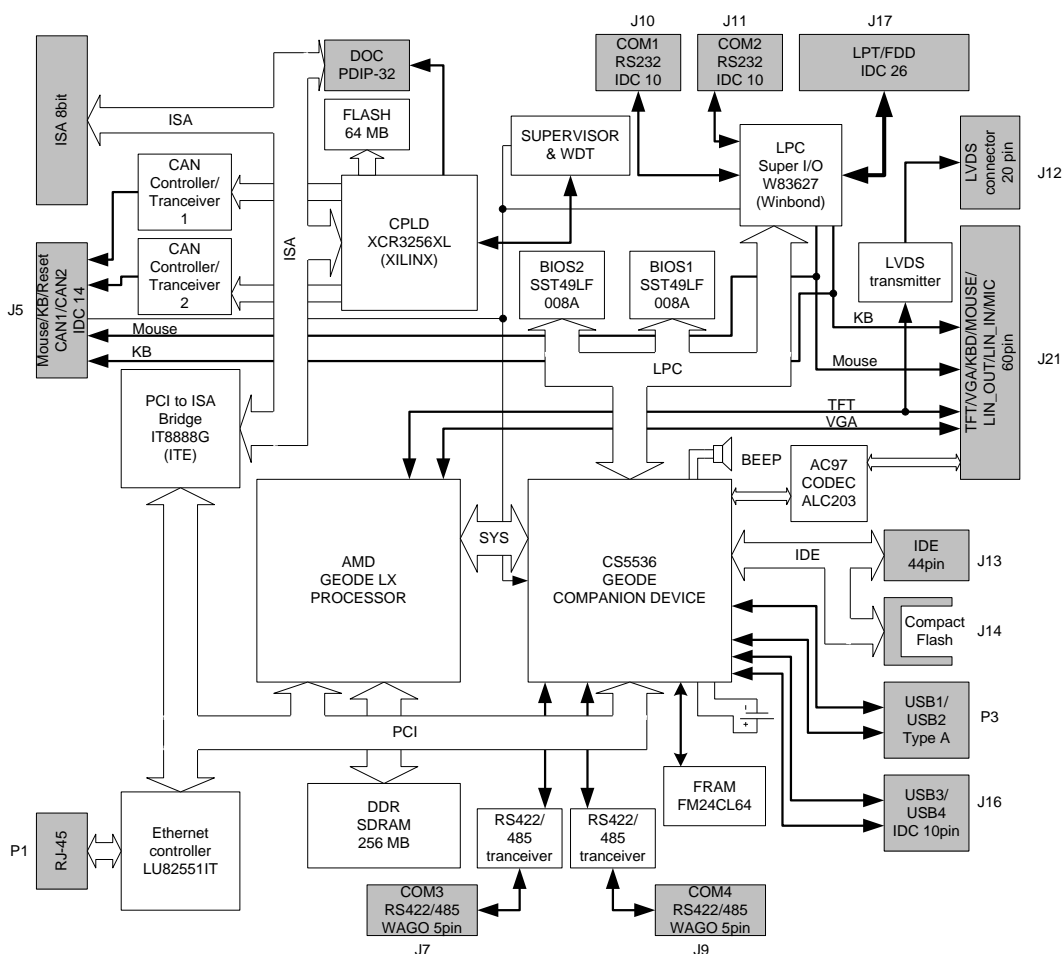 J10
J11
J17
DOC
PDIP-32
COM1
RS232
IDC 10
COM2
RS232
IDC 10
LPT/FDD
IDC 26
ISA 8bit
ISA
FLASH
64 MB
SUPERVISOR
& WDT
LPC
Super I/O
W83627
(Winbond)
LVDS
connector
20 pin
J12
CAN
Controller/
Tranceiver
1
CPLD
XCR3256XL
(XILINX)
ISA
CAN
Controller/
Tranceiver
2
BIOS2
SST49LF
008A
BIOS1
SST49LF
008A
LVDS
transmitter
J5
Mouse/KB/Reset
CAN1/CAN2
IDC 14
Mouse
KB
KB
Mouse
TFT/VGA/KBD/MOUSE/
LIN_OUT/LIN_IN/MIC
60pin
J21
LPC
PCI to ISA
Bridge
IT8888G
(ITE)
TFT
VGA
BEEP
AC97
CODEC
ALC203
AMD
GEODE LX
PROCESSOR
SYS
CS5536
GEODE
COMPANION DEVICE
IDE
IDE
44pin
J13
Compact
Flash
J14
USB1/
USB2
Type A
P3
PCI
-
+
FRAM
FM24CL64
USB3/
USB4
IDC 10pin
J16
P1
RJ-45
Ethernet
controller
LU82551IT
DDR
SDRAM
256 MB
RS422/
485
tranceiver
RS422/
485
tranceiver
COM3
RS422/485
WAGO 5pin
COM4
RS422/485
WAGO 5pin
J7
J9